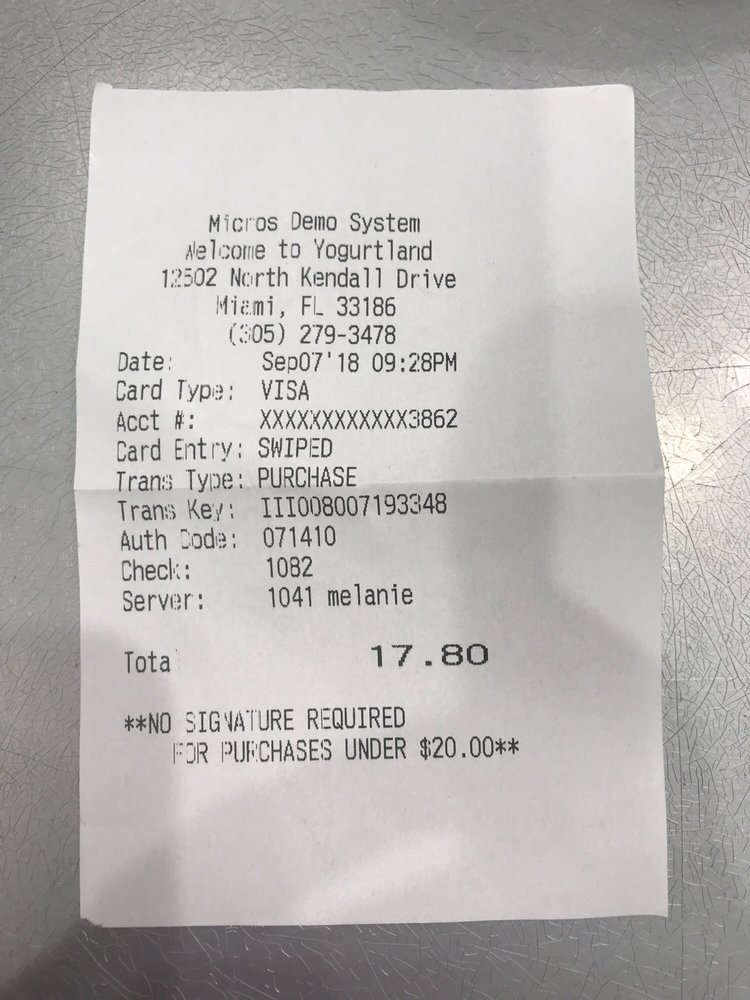 Micros Demo System
Welcome to Yogurtland
12502 North Kendall Drive
Miami, FL 33186
(305) 279-3478
Date: Sep07'18 09:28PM
Card Type: VISA
Acct #: XXXXXXXXXXXX3862
Card Entry: SWIPED
Trans Type: PURCHASE
Trans Key: III008007193348
Auth Code: 071410
Check: 1082
Server: 1041 melanie
Total 17.80
**NO SIGNATURE REQUIRED
FOR PURCHASES UNDER $20.00**